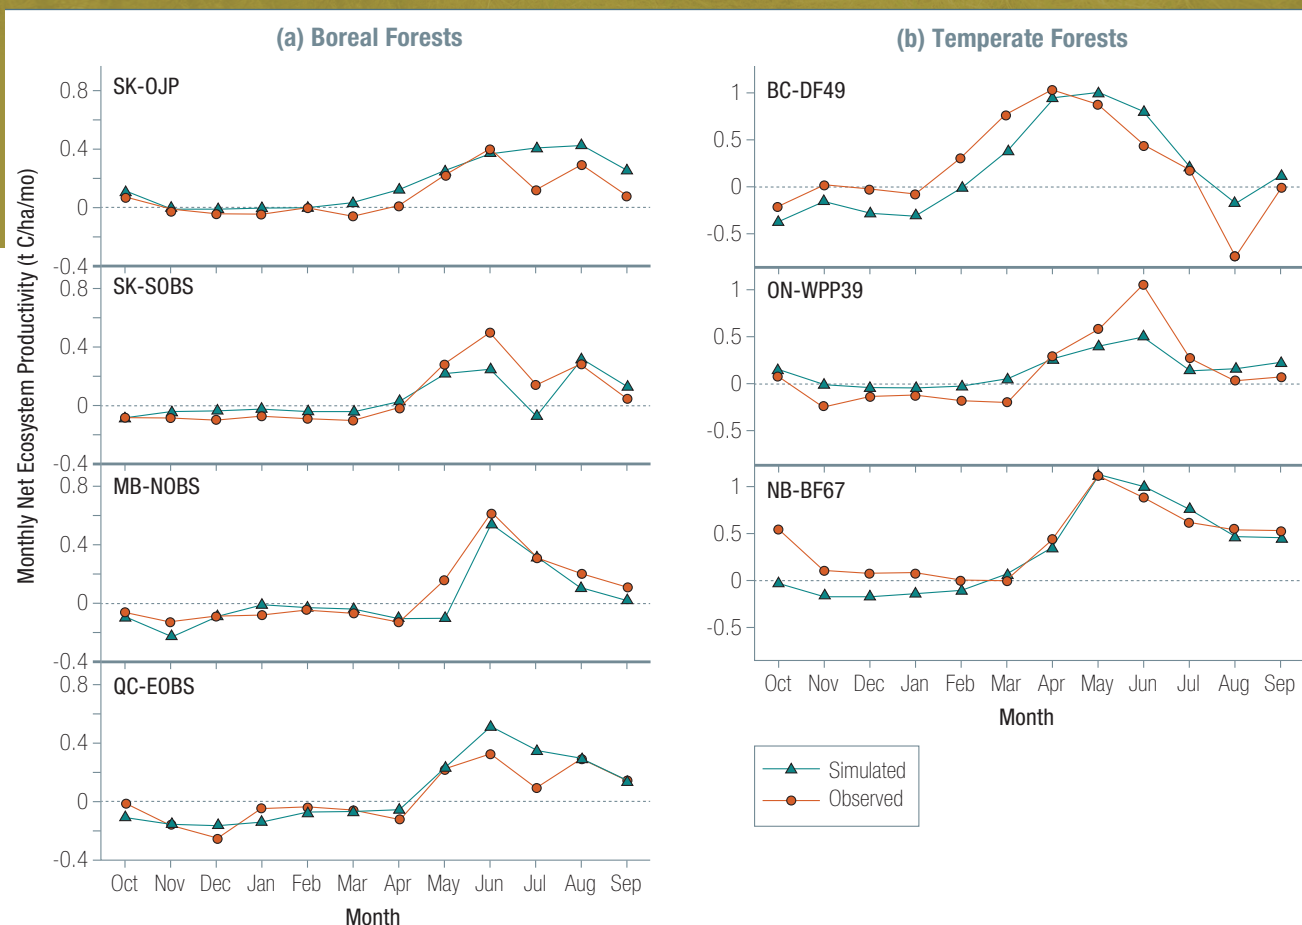 (a) Boreal Forests
(b) Temperate Forests
Monthly Net Ecosystem Productivity (t C/ha/mo)
SK-OJP
0.8
0.4
0
-0.4
SK-SOBS
0.8
0.4
0
-0.4
MB-NOBS
0.8
0.4
0
-0.4
QC-EOBS
0.8
0.4
0
-0.4
Oct Nov Dec Jan Feb Mar Apr May Jun Jul Aug Sep
Month
BC-DF49
1
0.5
0
-0.5
ON-WPP39
1
0.5
0
-0.5
NB-BF67
1
0.5
0
-0.5
Oct Nov Dec Jan Feb Mar Apr May Jun Jul Aug Sep
Month
Simulated
Observed